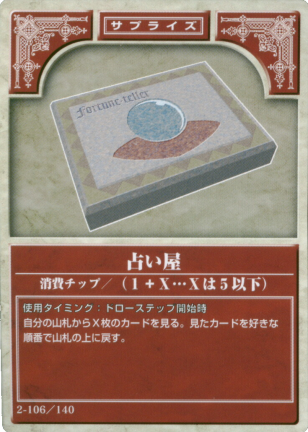 サプライズ
Fortune teller
占い屋
消費チップ／（１＋Ｘ…Ｘは５以下）
使用タイミング：ドローステップ開始時
自分の山札からＸ枚のカードを見る。見たカードを好きな
順番で山札の上に戻す。
2-106／140